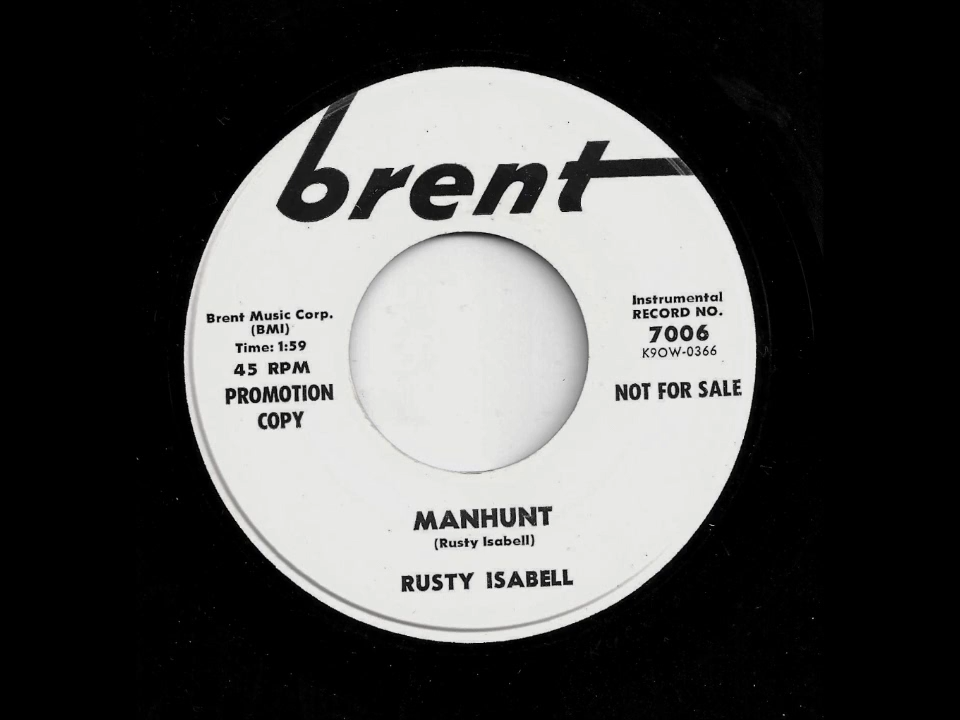 brent
Brent Music Corp.
(BMI)
Time: 1:59
45 RPM
PROMOTION
COPY
Instrumental
RECORD NO.
7006
K9OW-0366
NOT FOR SALE
MANHUNT
(Rusty Isabell)
RUSTY ISABELL